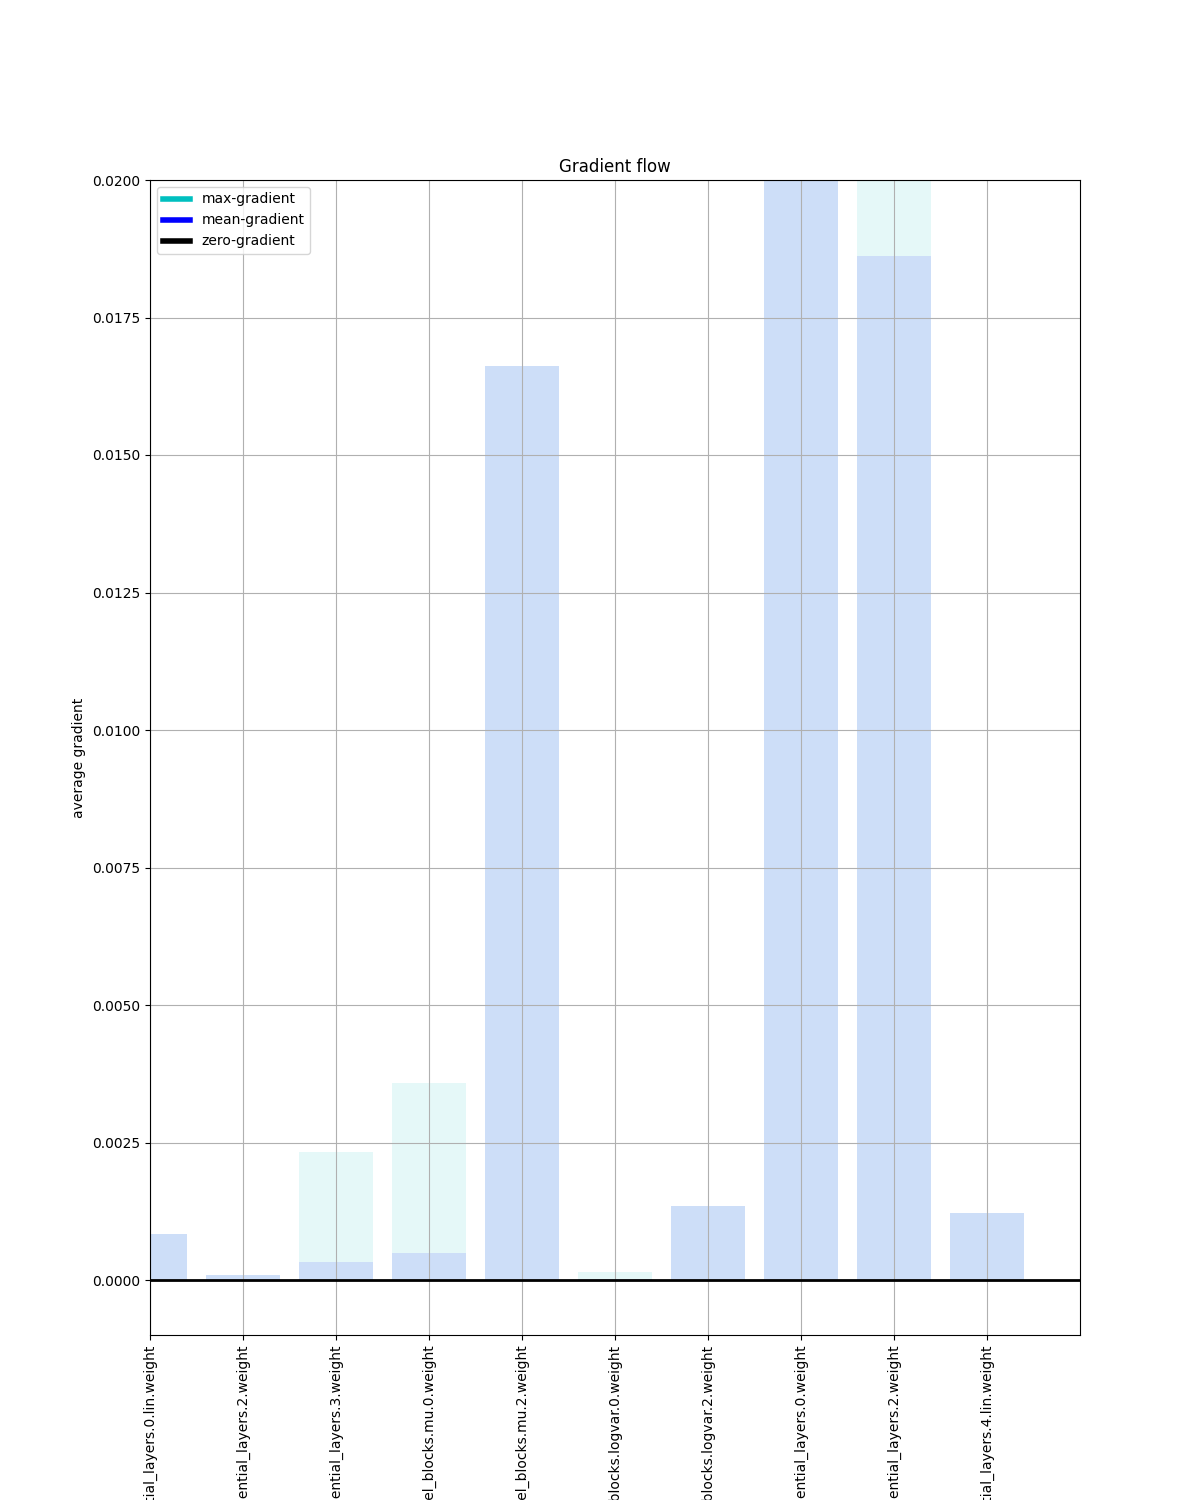 Gradient flow
max-gradient
mean-gradient
zero-gradient
0.0200
0.0175
0.0150
0.0125
0.0100
0.0075
0.0050
0.0025
0.0000
average gradient
tial_layers.0.lin.weight
ential_layers.2.weight
ential_layers.3.weight
el_blocks.mu.0.weight
el_blocks.mu.2.weight
blocks.logvar.0.weight
blocks.logvar.2.weight
ential_layers.0.weight
ential_layers.2.weight
tial_layers.4.lin.weight